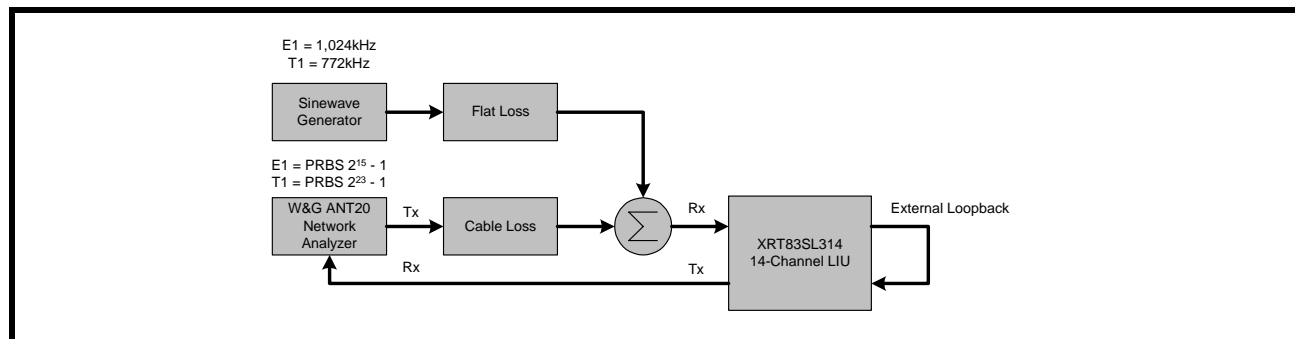 E1 = 1,024kHz
T1 = 772kHz
Sinewave
Generator
Flat Loss
E1 = PRBS 2¹⁵ - 1
T1 = PRBS 2²³ - 1
W&G ANT20
Network
Analyzer
Tx
Cable Loss
Σ
Rx
External Loopback
XRT83SL314
14-Channel LIU
Rx
Tx